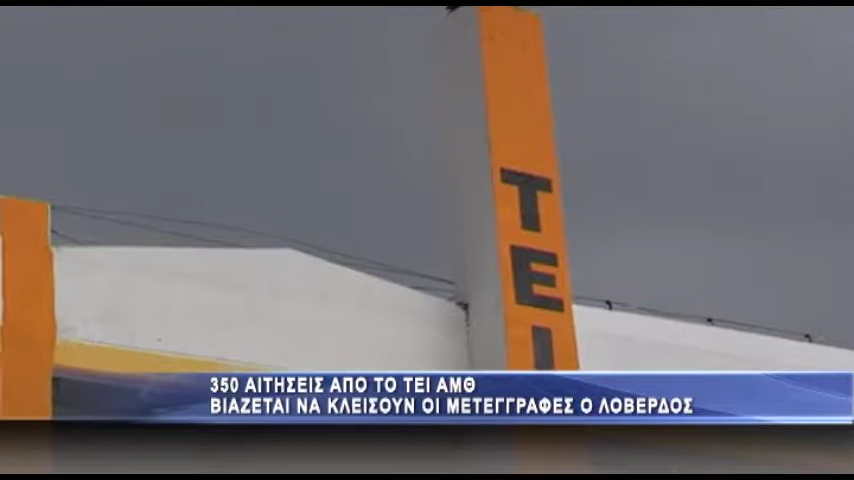 ΤΕΙ
350 ΑΙΤΗΣΕΙΣ ΑΠΟ ΤΟ ΤΕΙ ΑΜΘ
ΒΙΑΖΕΤΑΙ ΝΑ ΚΛΕΙΣΟΥΝ ΟΙ ΜΕΤΕΓΓΡΑΦΕΣ Ο ΛΟΒΕΡΔΟΣ